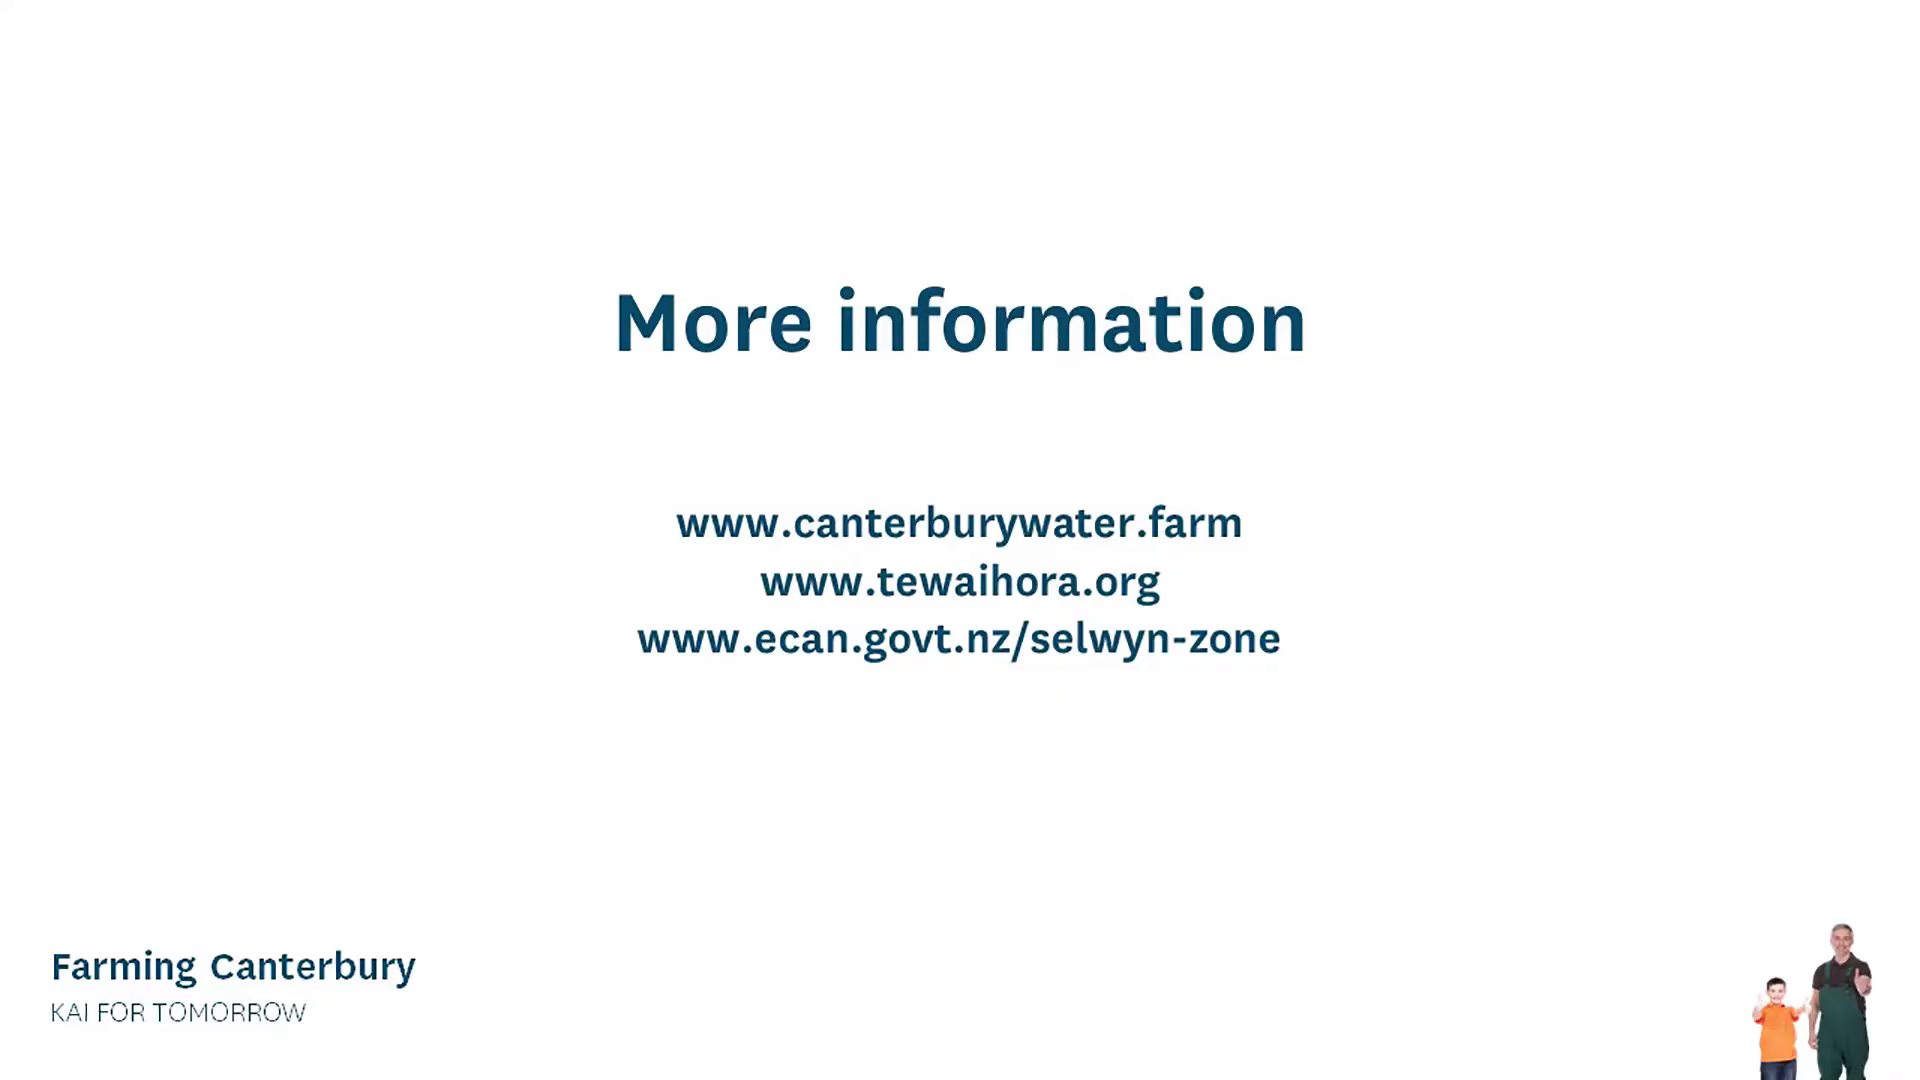 More information
www.canterburywater.farm
www.tewaihora.org
www.ecan.govt.nz/selwyn-zone
Farming Canterbury
KAI FOR TOMORROW